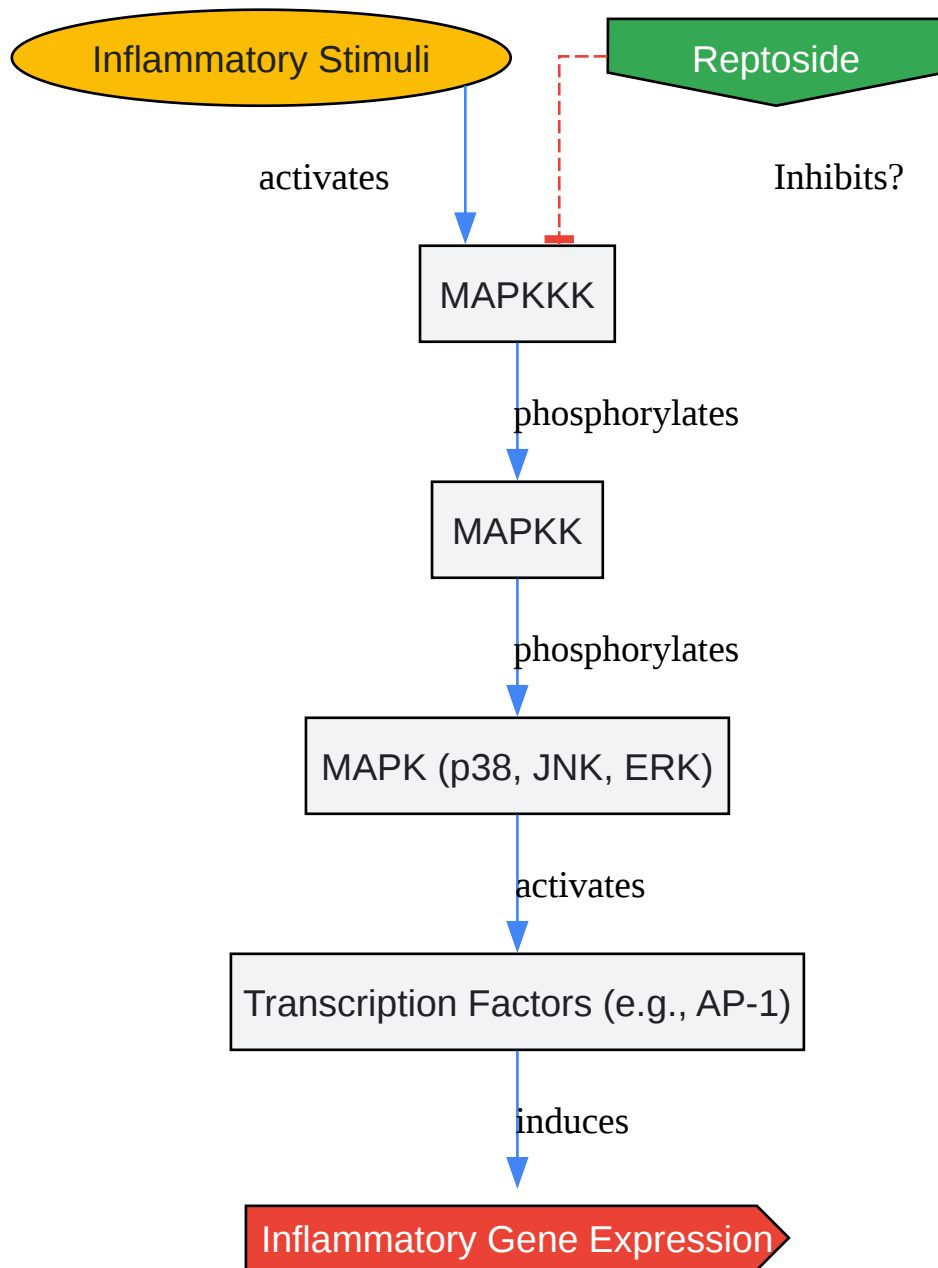 Inflammatory Stimuli
Reptoside
activates
Inhibits?
MAPKKK
phosphorylates
MAPKK
phosphorylates
MAPK (p38, JNK, ERK)
activates
Transcription Factors (e.g., AP-1)
induces
Inflammatory Gene Expression